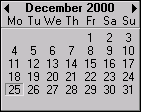 December 2000
Mo Tu We Th Fr Sa Su
1 2 3
4 5 6 7 8 9 10
11 12 13 14 15 16 17
18 19 20 21 22 23 24
25 26 27 28 29 30 31